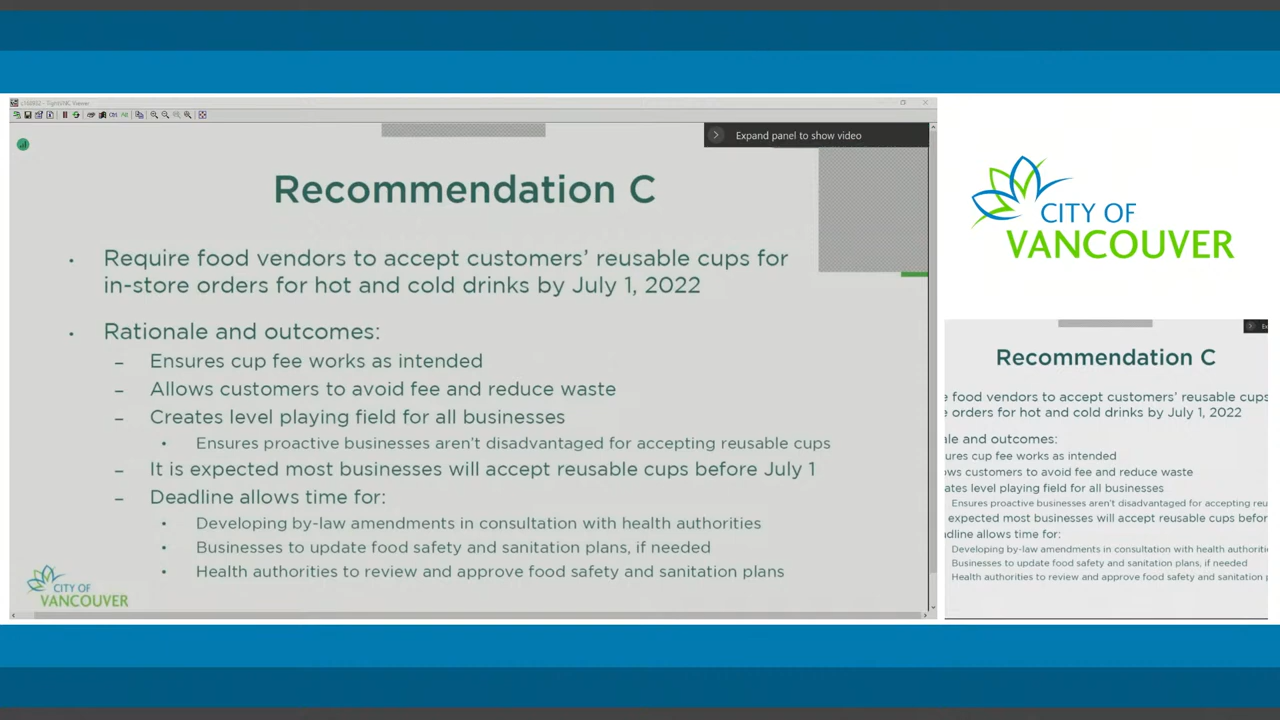 TightVNC Viewer
Expand panel to show video
Recommendation C
• Require food vendors to accept customers’ reusable cups for
in-store orders for hot and cold drinks by July 1, 2022
• Rationale and outcomes:
– Ensures cup fee works as intended
– Allows customers to avoid fee and reduce waste
– Creates level playing field for all businesses
• Ensures proactive businesses aren’t disadvantaged for accepting reusable cups
– It is expected most businesses will accept reusable cups before July 1
– Deadline allows time for:
• Developing by-law amendments in consultation with health authorities
• Businesses to update food safety and sanitation plans, if needed
• Health authorities to review and approve food safety and sanitation plans
CITY OF
VANCOUVER
CITY OF
VANCOUVER
Recommendation C
food vendors to accept customers’ reusable cups
orders for hot and cold drinks by July 1, 2022
ale and outcomes:
ures cup fee works as intended
ws customers to avoid fee and reduce waste
ates level playing field for all businesses
Ensures proactive businesses aren’t disadvantaged for accepting reu
expected most businesses will accept reusable cups befor
adline allows time for:
Developing by-law amendments in consultation with health authoriti
Businesses to update food safety and sanitation plans, if needed
Health authorities to review and approve food safety and sanitation p